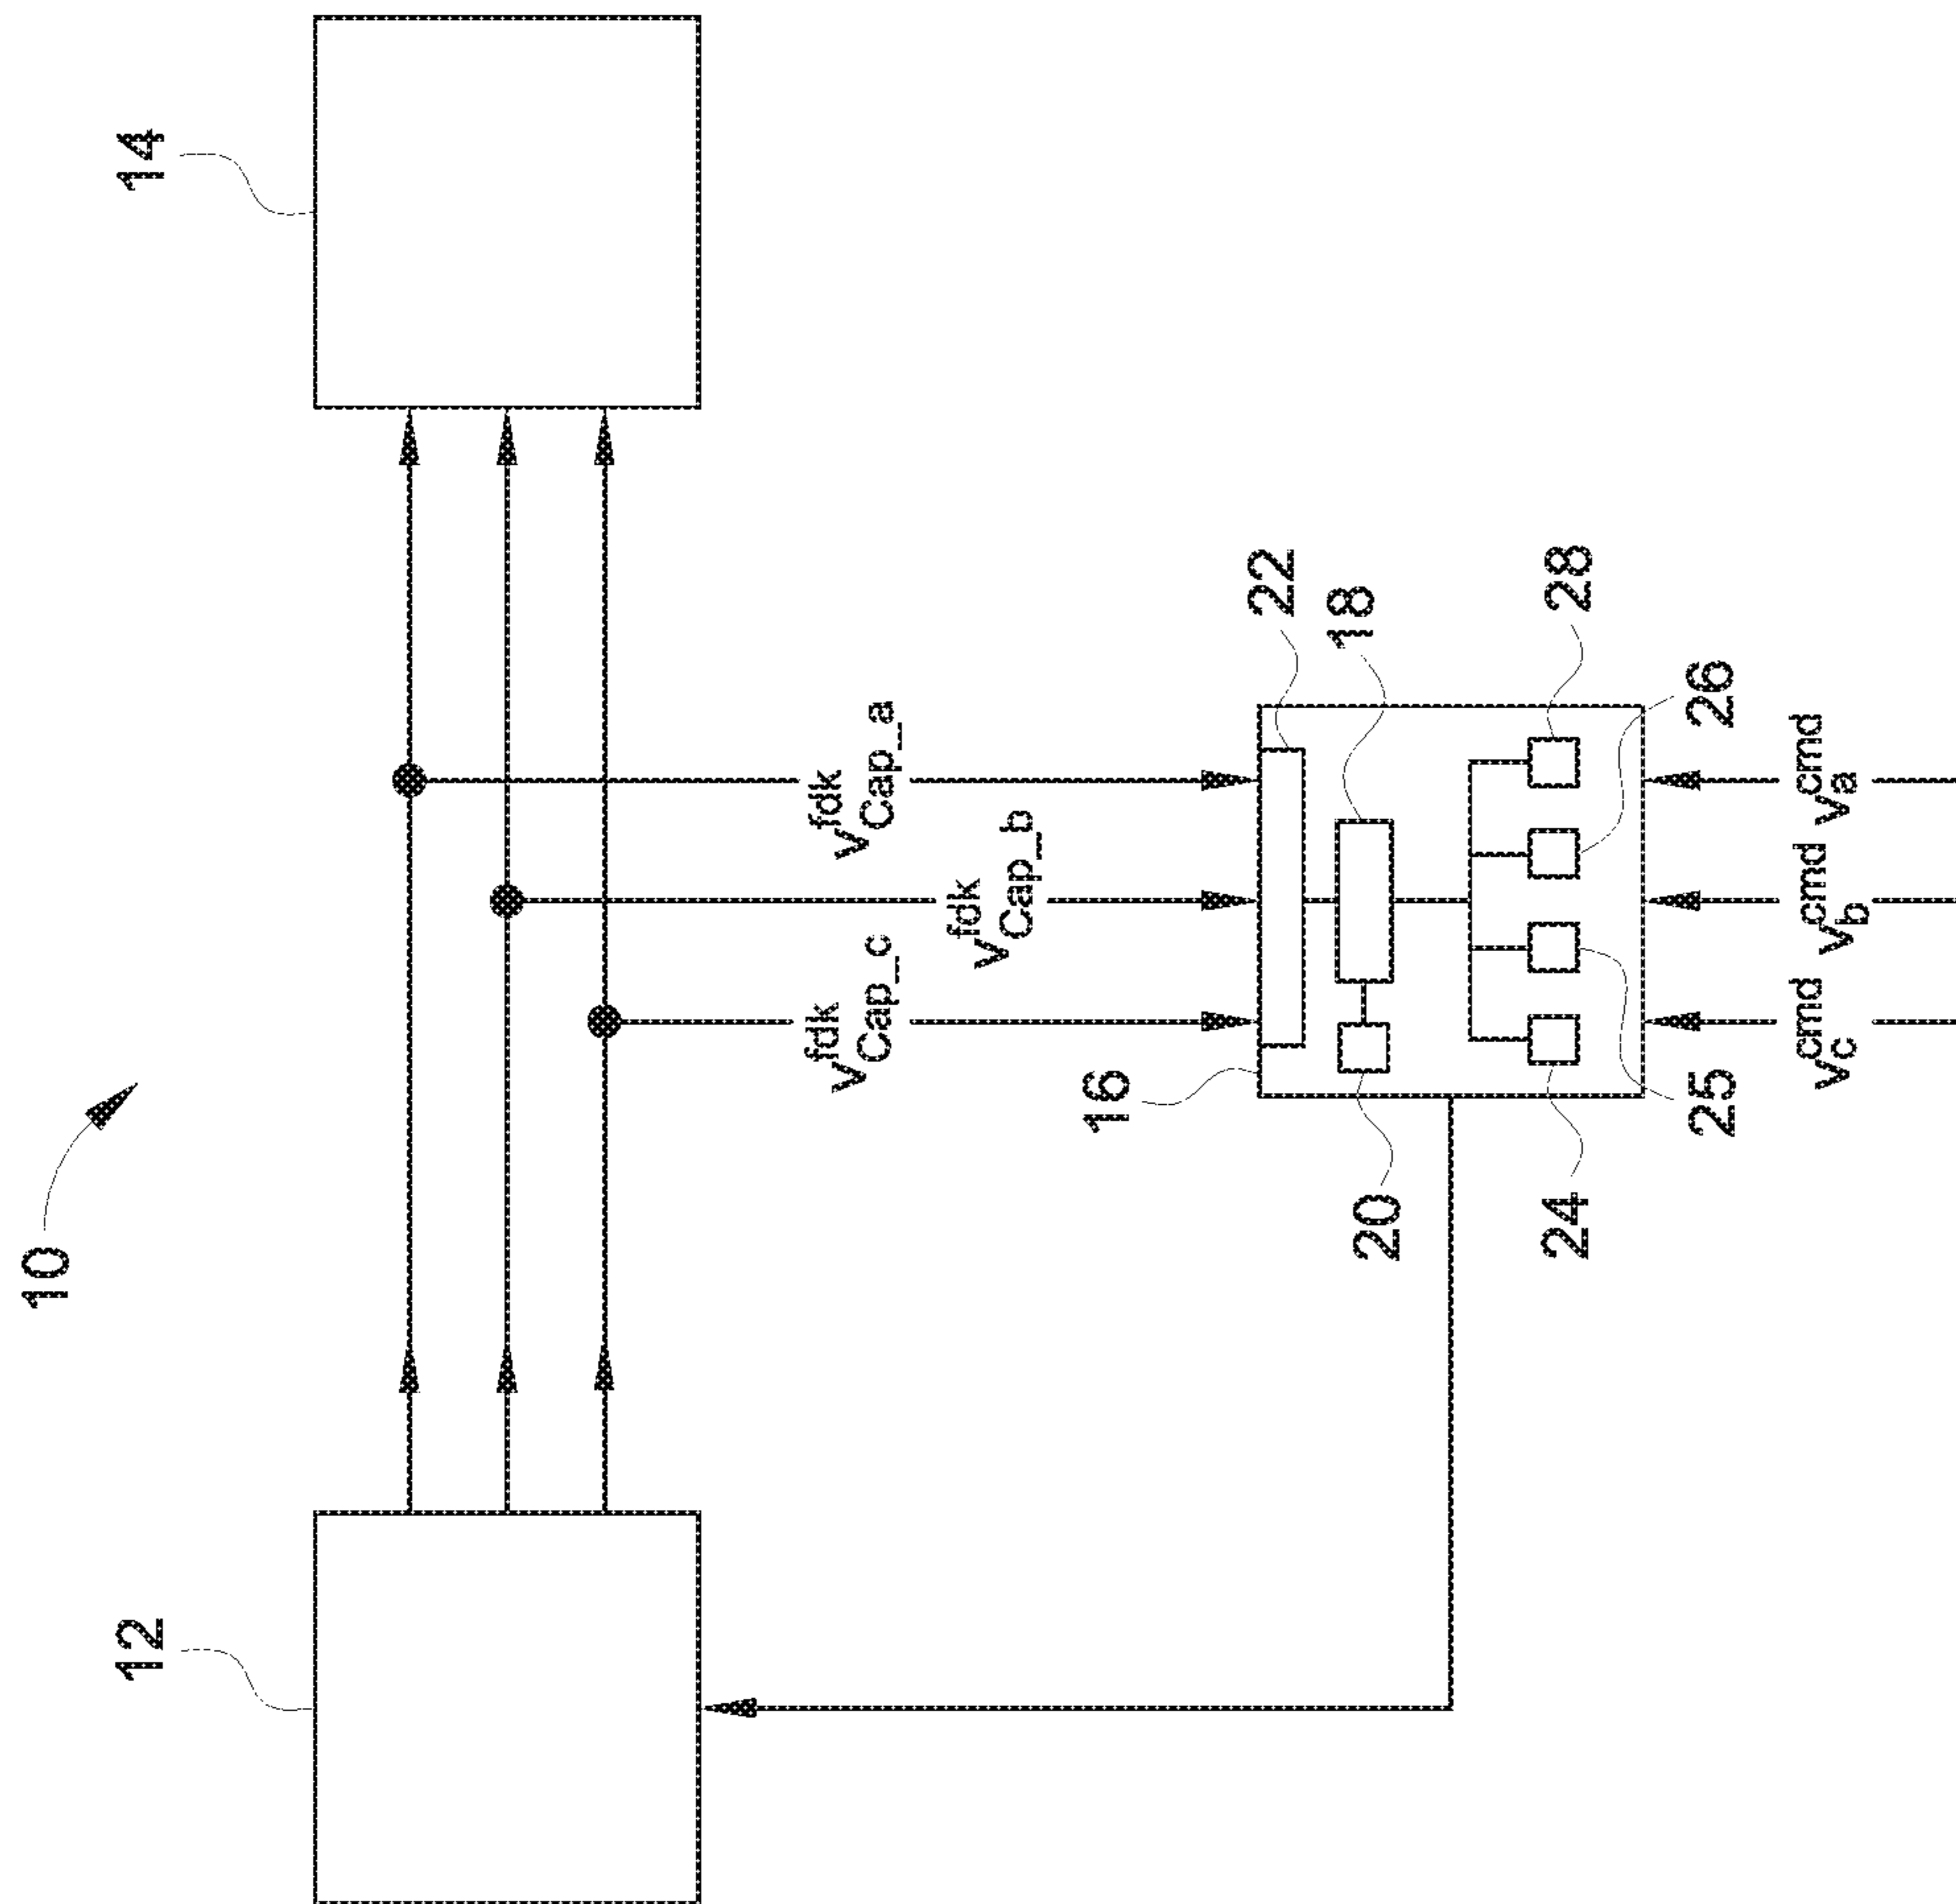 10
12
14
v^fdk_Cap_c
v^fdk_Cap_b
v^fdk_Cap_a
16
22
18
20
28
26
24
25
v^cmd_c
v^cmd_b
v^cmd_a